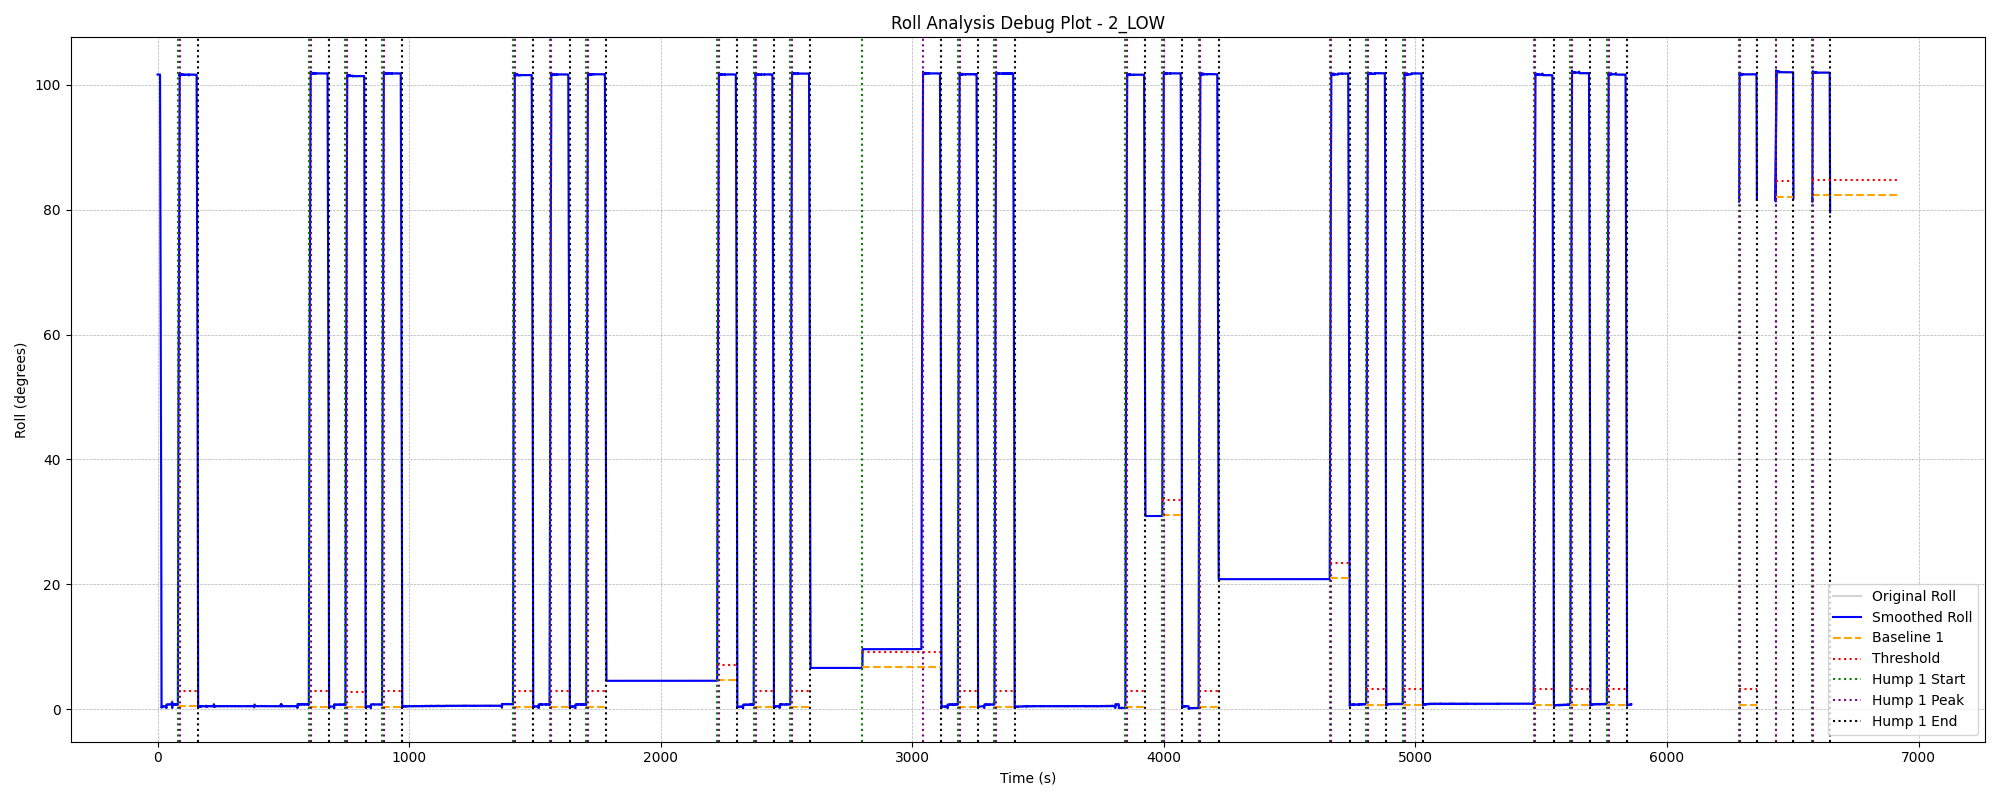 Roll Analysis Debug Plot - 2_LOW
Roll (degrees)
100
80
60
40
20
0
0
1000
2000
3000
4000
5000
6000
7000
Time (s)
Original Roll
Smoothed Roll
Baseline 1
Threshold
Hump 1 Start
Hump 1 Peak
Hump 1 End